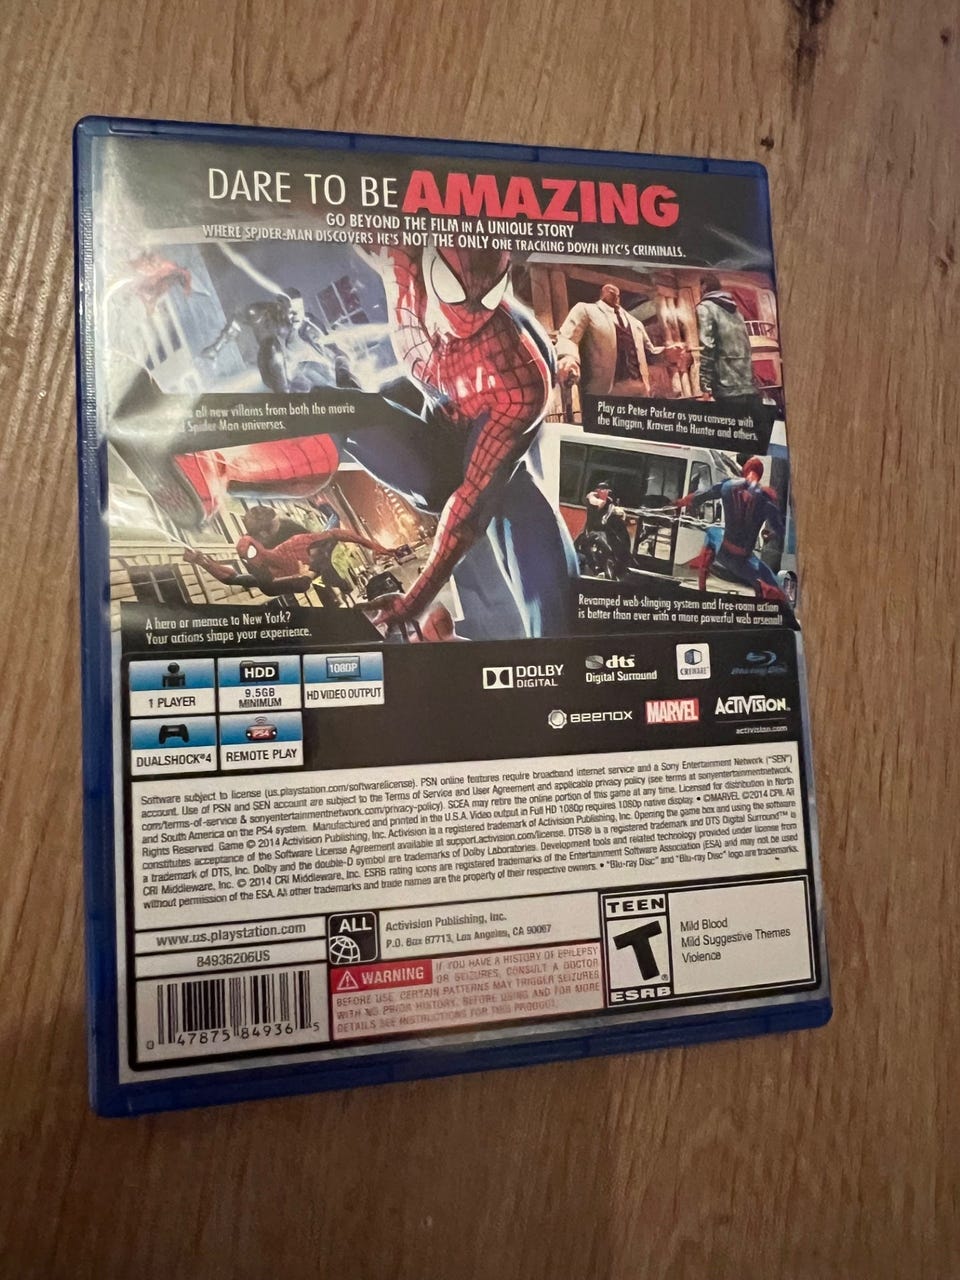 DARE TO BE AMAZING
GO BEYOND THE FILM IN A UNIQUE STORY
WHERE SPIDER-MAN DISCOVERS HE'S NOT THE ONLY ONE TRACKING DOWN NYC'S CRIMINALS.
all new villains from both the movie
Spider-Man universes.
Play as Peter Parker as you converse with
the Kingpin, Kraven the Hunter and others.
A hero or menace to New York?
Your actions shape your experience.
Revamped web-slinging system and free-roam action
is better than ever with a more powerful web arsenal!
1 PLAYER
HDD
9.5GB
MINIMUM
1080P
HD VIDEO OUTPUT
DUALSHOCK®4
PS4
REMOTE PLAY
DOLBY
DIGITAL
dts
Digital Surround
CRIWARE
Blu-ray Disc
BEENOX
MARVEL
ACTIVISION
activision.com
Software subject to license (us.playstation.com/softwarelicense). PSN online features require broadband internet service and a Sony Entertainment Network ("SEN")
account. Use of PSN and SEN account are subject to the Terms of Service and User Agreement and applicable privacy policy (see terms at sonyentertainmentnetwork.
com/terms-of-service & sonyentertainmentnetwork.com/privacy-policy). SCEA may retire the online portion of this game at any time. Licensed for distribution in North
and South America on the PS4 system. Manufactured and printed in the U.S.A. Video output in Full HD 1080p requires 1080p native display. • ©MARVEL ©2014 CPII. All
Rights Reserved. Game © 2014 Activision Publishing, Inc. Activision is a registered trademark of Activision Publishing, Inc. Opening the game box and using the software
constitutes acceptance of the Software License Agreement available at support.activision.com/license. DTS® is a registered trademark and DTS Digital Surround™ is
a trademark of DTS, Inc. Dolby and the double-D symbol are trademarks of Dolby Laboratories. Development tools and related technology provided under license from
CRI Middleware, Inc. © 2014 CRI Middleware, Inc. ESRB rating icons are registered trademarks of the Entertainment Software Association (ESA) and may not be used
without permission of the ESA. All other trademarks and trade names are the property of their respective owners. • "Blu-ray Disc" and "Blu-ray Disc" logo are trademarks.
www.us.playstation.com
84936206US
ALL
Activision Publishing, Inc.
P.O. Box 67713, Los Angeles, CA 90067
WARNING IF YOU HAVE A HISTORY OF EPILEPSY
OR SEIZURES, CONSULT A DOCTOR
BEFORE USE. CERTAIN PATTERNS MAY TRIGGER SEIZURES
WITH NO PRIOR HISTORY. BEFORE USING AND FOR MORE
DETAILS SEE INSTRUCTIONS FOR THIS PRODUCT.
TEEN
T
ESRB
Mild Blood
Mild Suggestive Themes
Violence
0 47875 84936 5